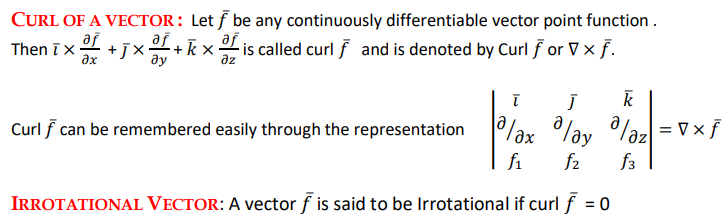 CURL OF A VECTOR: Let f̄ be any continuously differentiable vector point function .
Then ī × ∂f̄/∂x + j̄ × ∂f̄/∂y + k̄ × ∂f̄/∂z is called curl f̄ and is denoted by Curl f̄ or ∇ × f̄.
Curl f̄ can be remembered easily through the representation | ī j̄ k̄
∂/∂x ∂/∂y ∂/∂z
f₁ f₂ f₃ | = ∇ × f̄
IRROTATIONAL VECTOR: A vector f̄ is said to be Irrotational if curl f̄ = 0